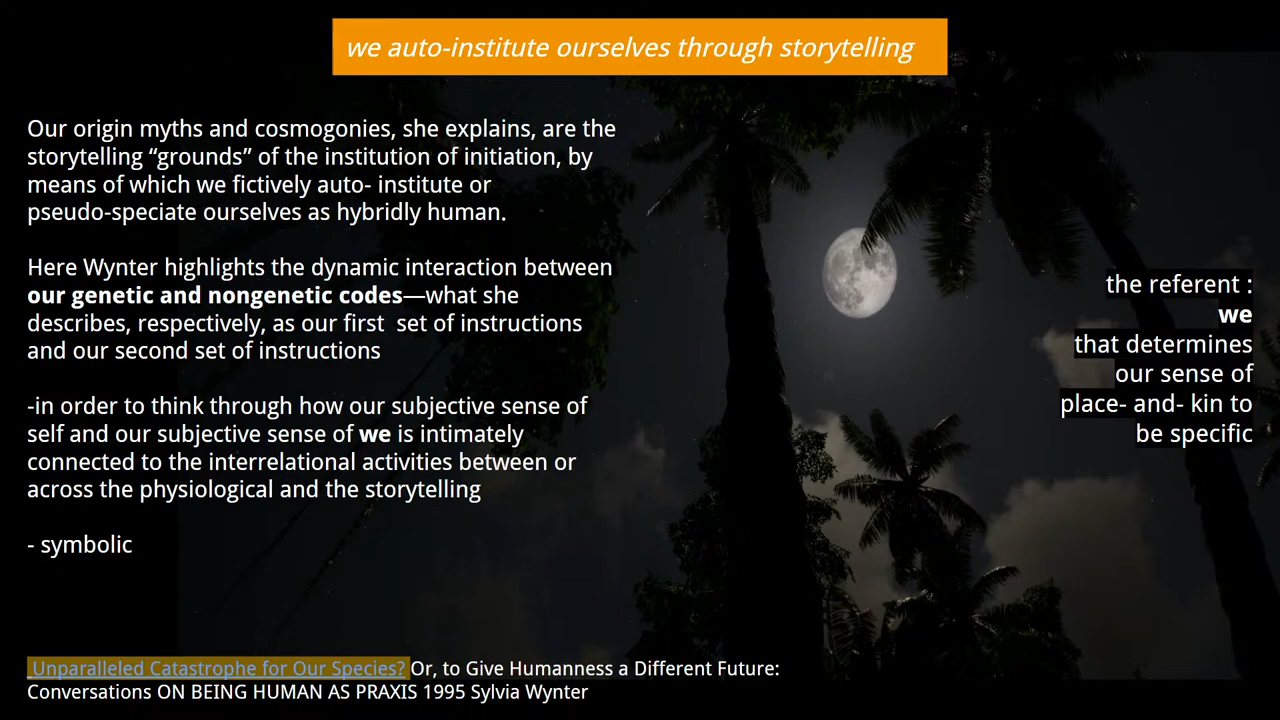 we auto-institute ourselves through storytelling
Our origin myths and cosmogonies, she explains, are the
storytelling “grounds” of the institution of initiation, by
means of which we fictively auto- institute or
pseudo-speciate ourselves as hybridly human.
Here Wynter highlights the dynamic interaction between
our genetic and nongenetic codes—what she
describes, respectively, as our first  set of instructions
and our second set of instructions
-in order to think through how our subjective sense of
self and our subjective sense of we is intimately
connected to the interrelational activities between or
across the physiological and the storytelling
- symbolic
the referent :
we
that determines
our sense of
place- and- kin to
be specific
Unparalleled Catastrophe for Our Species? Or, to Give Humanness a Different Future:
Conversations ON BEING HUMAN AS PRAXIS 1995 Sylvia Wynter